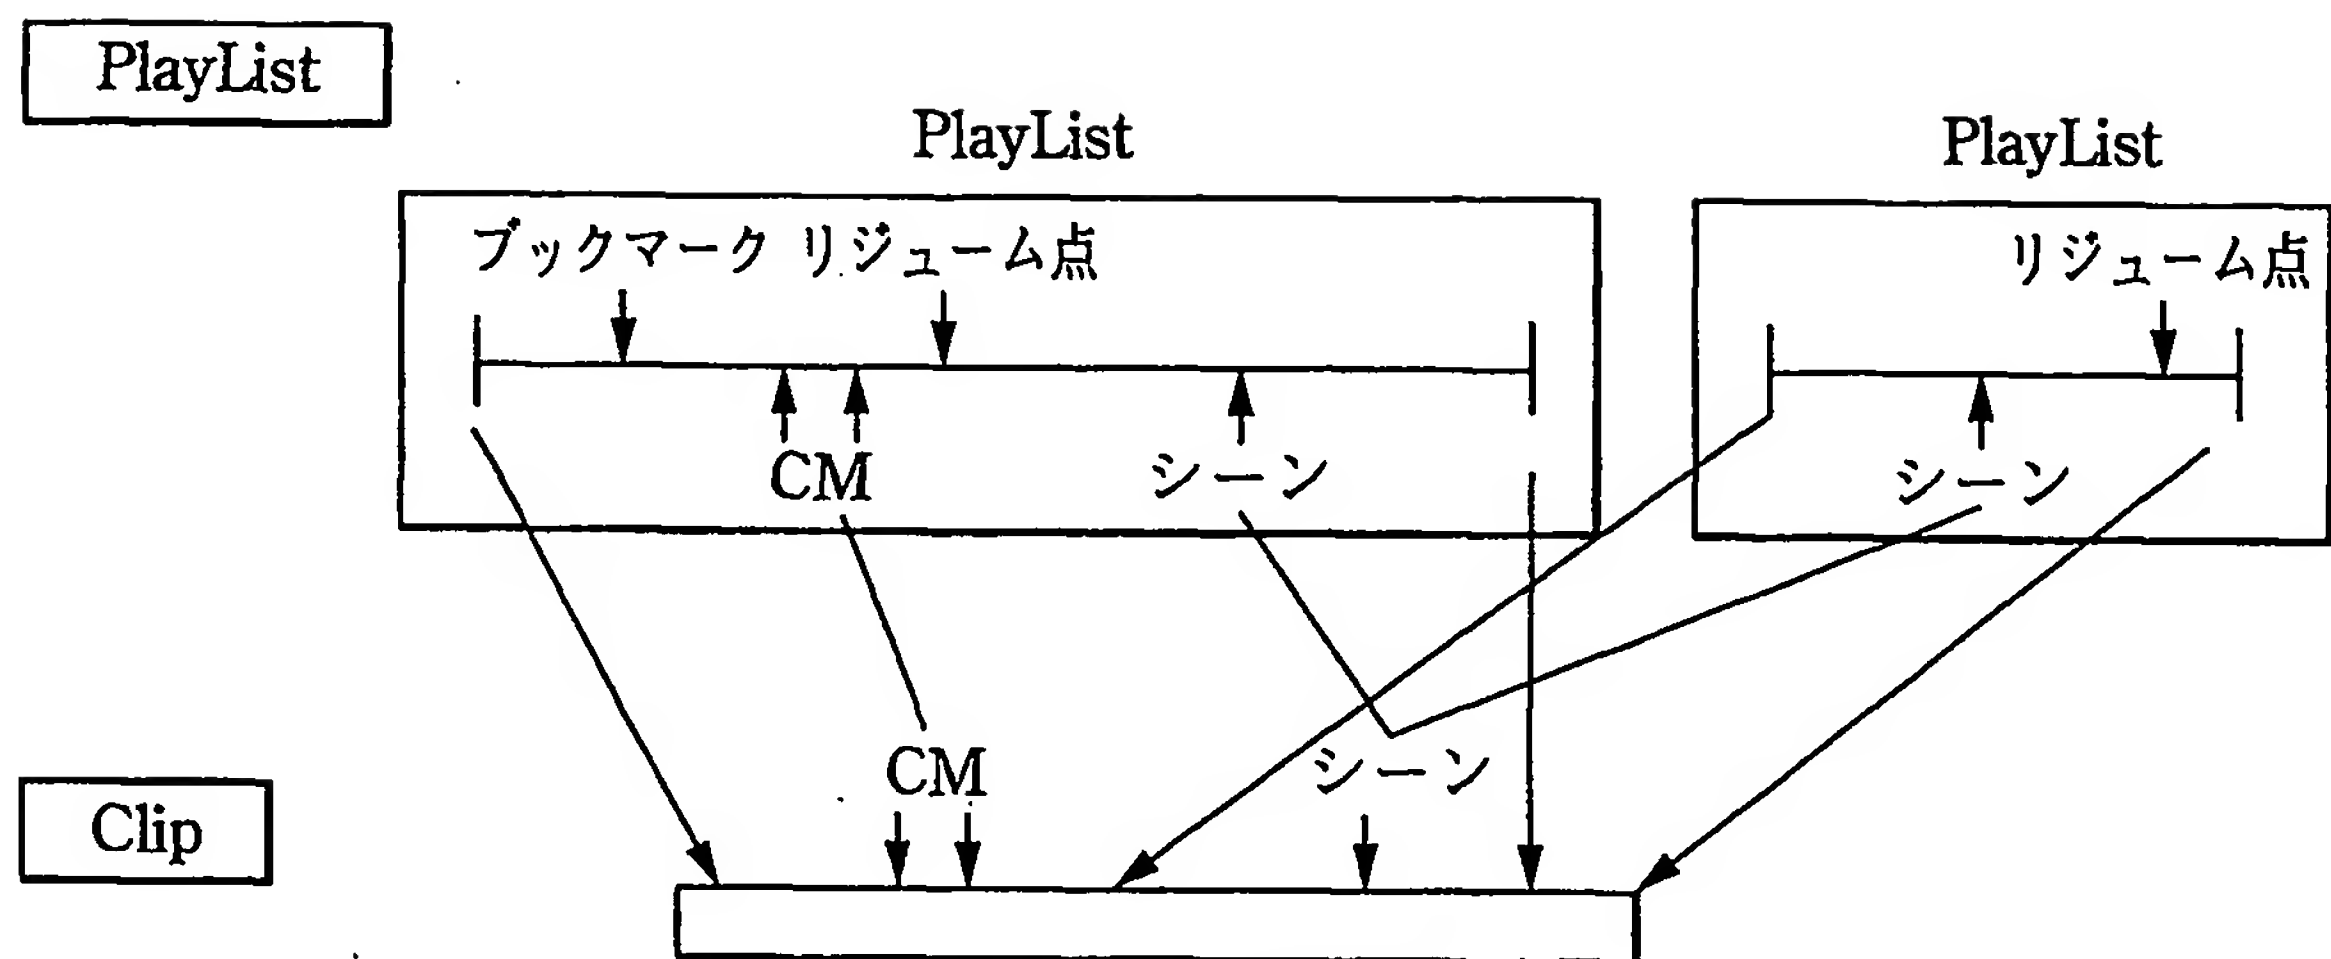 PlayList
PlayList
PlayList
ブックマーク リジューム点
リジューム点
CM
シーン
シーン
CM
シーン
Clip